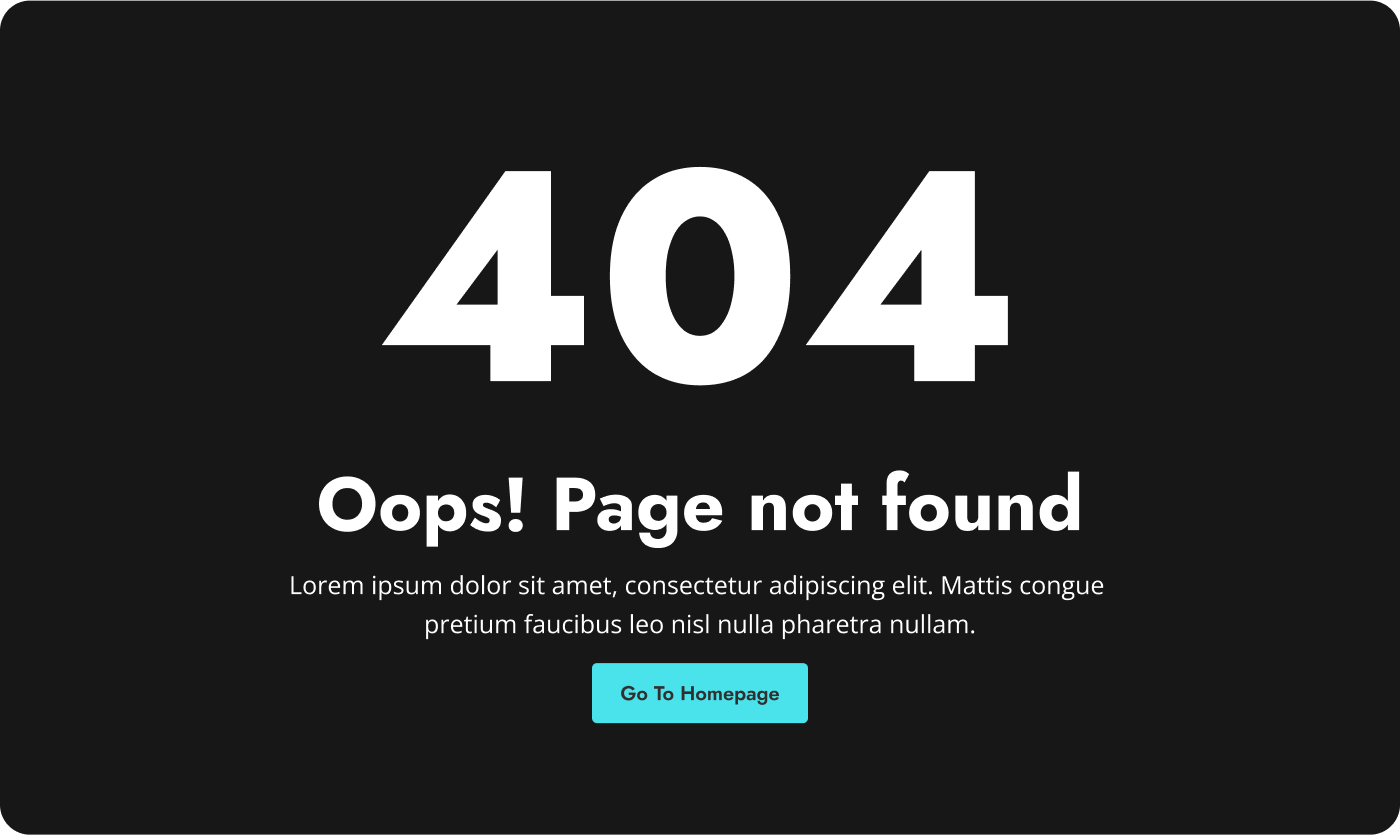 404
Oops! Page not found
Lorem ipsum dolor sit amet, consectetur adipiscing elit. Mattis congue
pretium faucibus leo nisl nulla pharetra nullam.
Go To Homepage